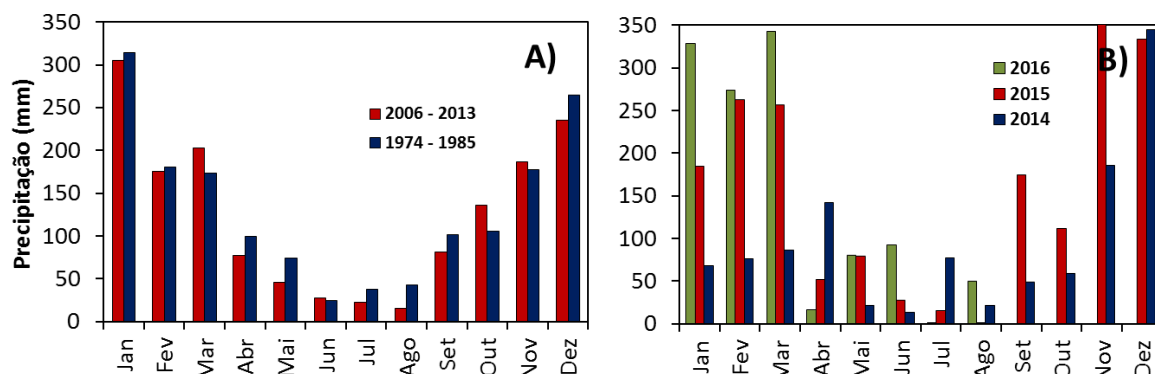 Precipitação (mm)
350
300
250
200
150
100
50
0
A)
2006 - 2013
1974 - 1985
Jan Fev Mar Abr Mai Jun Jul Ago Set Out Nov Dez
350
300
250
200
150
100
50
0
B)
2016
2015
2014
Jan Fev Mar Abr Mai Jun Jul Ago Set Out Nov Dez